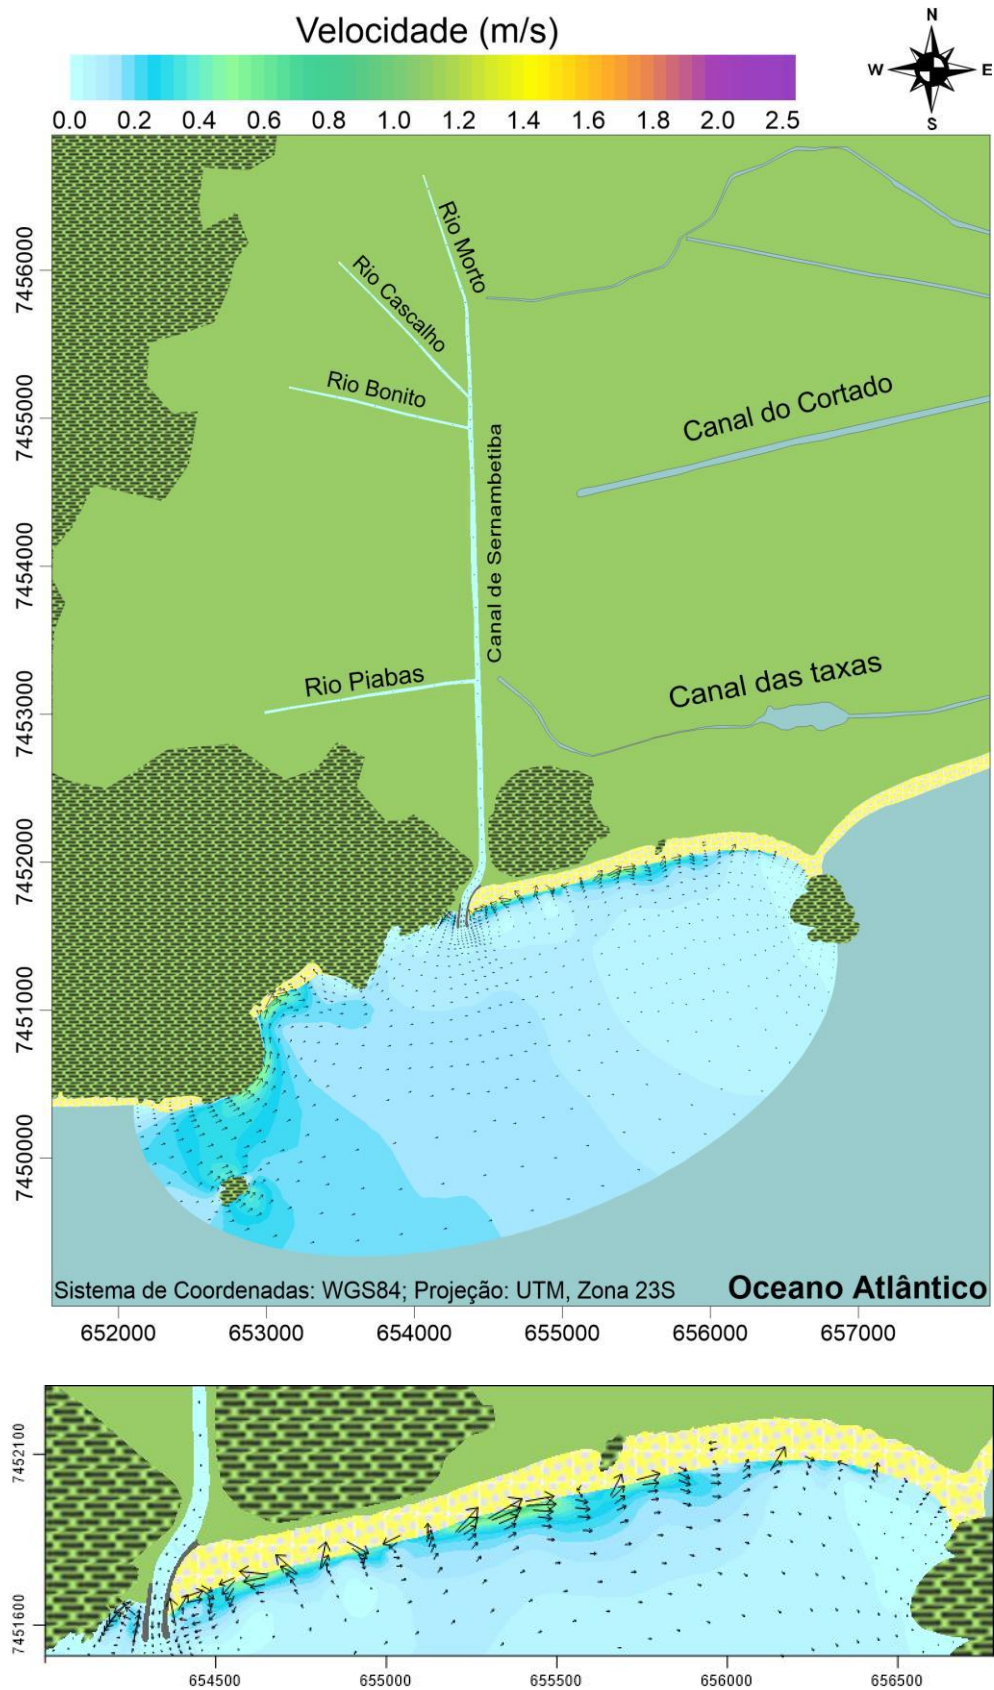 Velocidade (m/s)
0.0 0.2 0.4 0.6 0.8 1.0 1.2 1.4 1.6 1.8 2.0 2.5
N
W E
S
7456000
7455000
7454000
7453000
7452000
7451000
7450000
Rio Morto
Rio Cascalho
Rio Bonito
Canal do Cortado
Canal de Sernambetiba
Rio Piabas
Canal das taxas
Sistema de Coordenadas: WGS84; Projeção: UTM, Zona 23S
Oceano Atlântico
652000 653000 654000 655000 656000 657000
7452100
7451600
654500 655000 655500 656000 656500